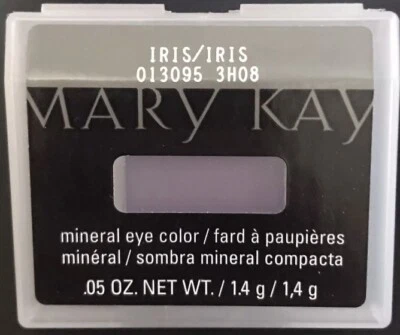 IRIS/IRIS
013095 3H08
MARY KAY
mineral eye color / fard à paupières
minéral / sombra mineral compacta
.05 OZ. NET WT. / 1.4 g / 1,4 g